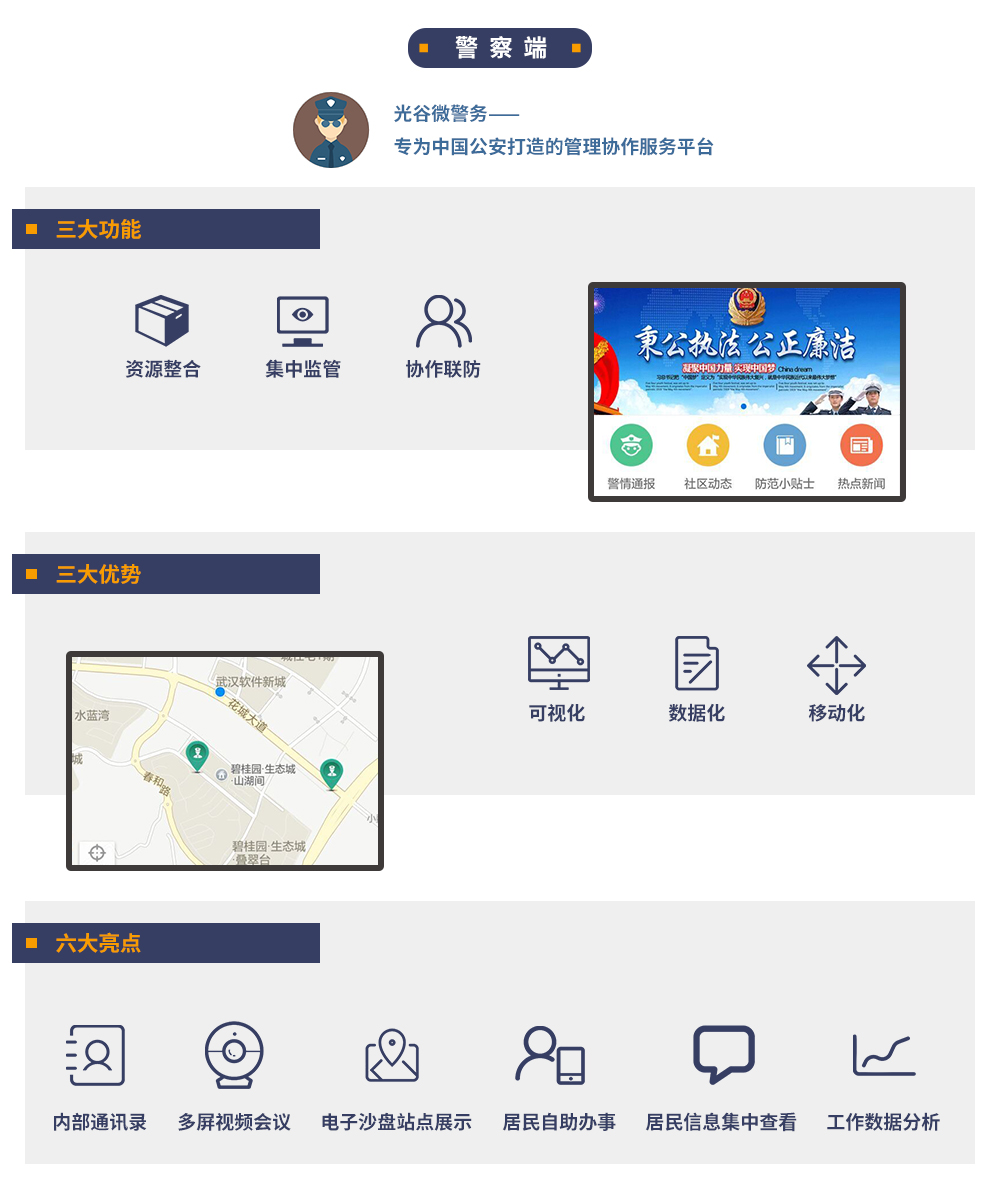 警察端
光谷微警务——
专为中国公安打造的管理协作服务平台
三大功能
资源整合
集中监管
协作联防
秉公执法 公正廉洁
凝聚中国力量 实现中国梦 China dream
警情通报
社区动态
防范小贴士
热点新闻
三大优势
武汉软件新城
花城大道
水蓝湾
城
春和路
碧桂园·生态城
·山湖间
小
碧桂园·生态城
·叠翠台
可视化
数据化
移动化
六大亮点
内部通讯录
多屏视频会议
电子沙盘站点展示
居民自助办事
居民信息集中查看
工作数据分析